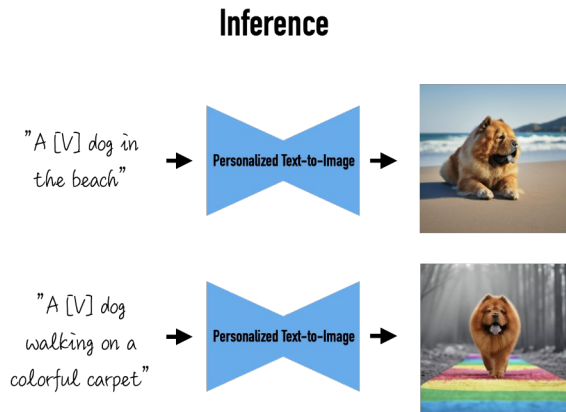 Inference
"A [V] dog in
the beach"
Personalized Text-to-Image
"A [V] dog
walking on a
colorful carpet"
Personalized Text-to-Image